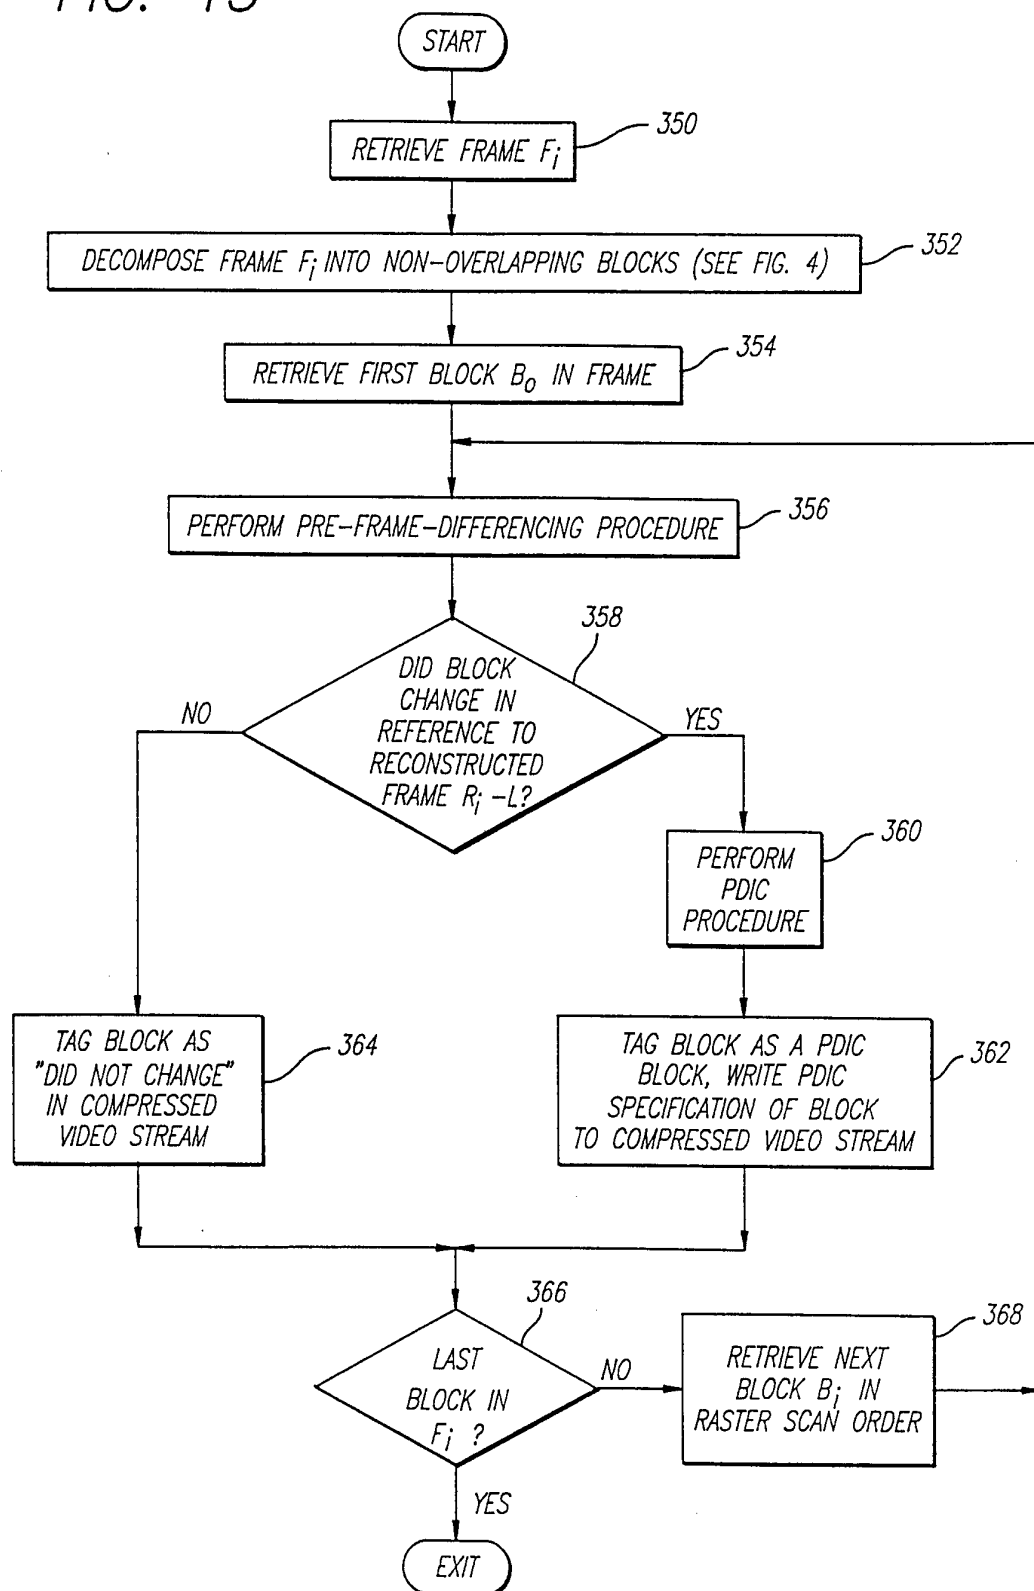 FIG. 13
START
350
RETRIEVE FRAME Fi
352
DECOMPOSE FRAME Fi INTO NON-OVERLAPPING BLOCKS (SEE FIG. 4)
354
RETRIEVE FIRST BLOCK B0 IN FRAME
356
PERFORM PRE-FRAME-DIFFERENCING PROCEDURE
358
DID BLOCK
CHANGE IN
REFERENCE TO
RECONSTRUCTED
FRAME Ri -L?
NO
YES
360
PERFORM
PDIC
PROCEDURE
364
TAG BLOCK AS
"DID NOT CHANGE"
IN COMPRESSED
VIDEO STREAM
362
TAG BLOCK AS A PDIC
BLOCK, WRITE PDIC
SPECIFICATION OF BLOCK
TO COMPRESSED VIDEO STREAM
366
LAST
BLOCK IN
Fi ?
NO
368
RETRIEVE NEXT
BLOCK Bi IN
RASTER SCAN ORDER
YES
EXIT